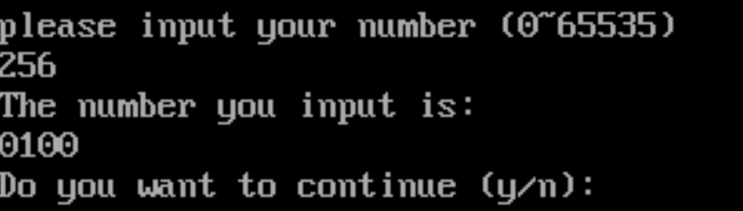 please input your number (0~65535)
256
The number you input is:
0100
Do you want to continue (y/n):